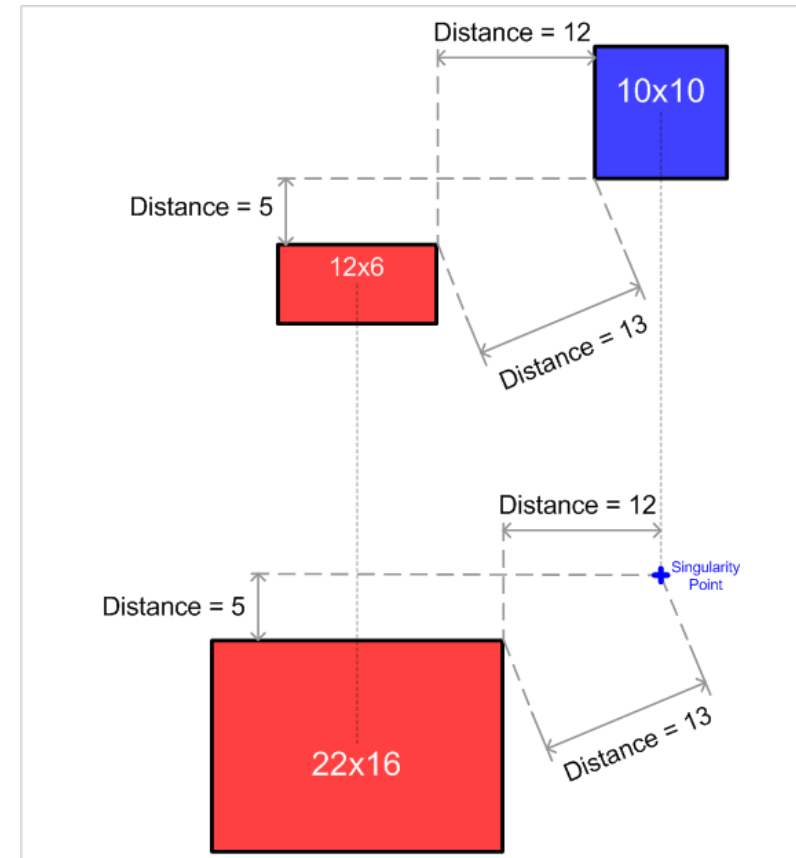 Distance = 12
10x10
Distance = 5
12x6
Distance = 13
Distance = 12
Singularity
Point
Distance = 5
Distance = 13
22x16